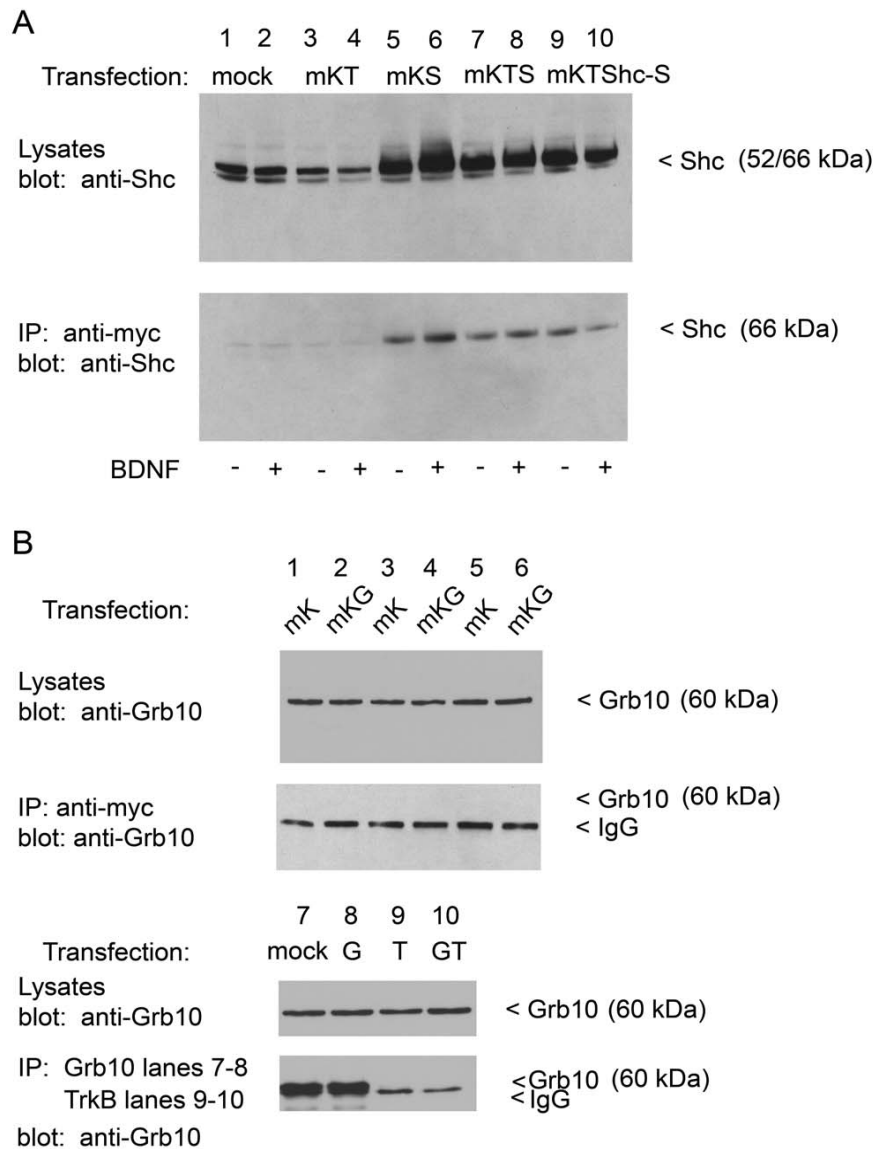 A
1 2 3 4 5 6 7 8 9 10
Transfection: mock mKT mKS mKTS mKTShc-S
Lysates
blot: anti-Shc
< Shc (52/66 kDa)
IP: anti-myc
blot: anti-Shc
< Shc (66 kDa)
BDNF - + - + - + - + - +
B
1 2 3 4 5 6
Transfection: mK mKG mK mKG mK mKG
Lysates
blot: anti-Grb10
< Grb10 (60 kDa)
IP: anti-myc
blot: anti-Grb10
< Grb10 (60 kDa)
< IgG
7 8 9 10
Transfection: mock G T GT
Lysates
blot: anti-Grb10
< Grb10 (60 kDa)
IP: Grb10 lanes 7-8
TrkB lanes 9-10
blot: anti-Grb10
<Grb10 (60 kDa)
<IgG